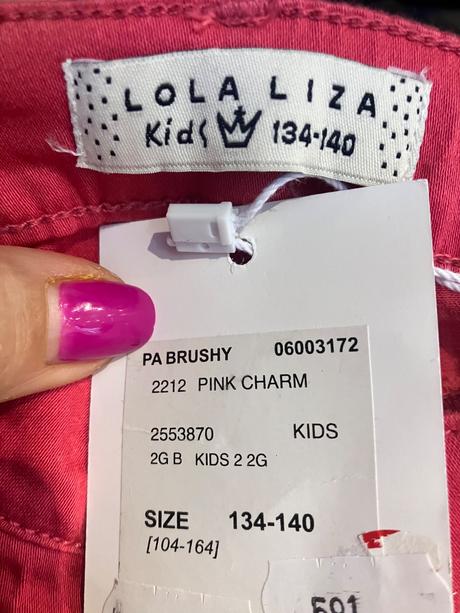 LOLA LIZA
Kids 134-140
PA BRUSHY 06003172
2212 PINK CHARM
2553870 KIDS
2G B KIDS 2 2G
SIZE 134-140
[104-164]